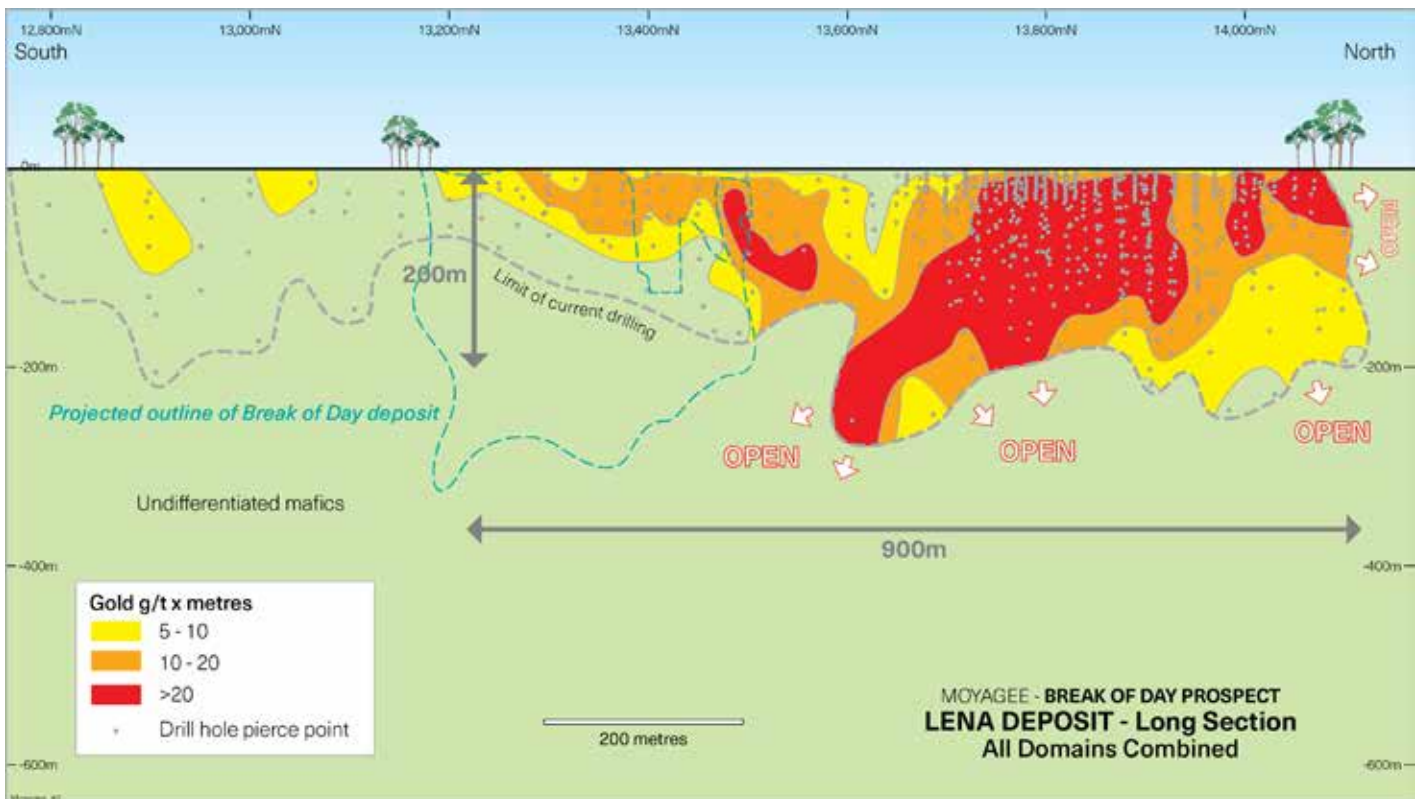 12,800mN 13,000mN 13,200mN 13,400mN 13,600mN 13,800mN 14,000mN
South North
0m
200m
Limit of current drilling
OPEN
-200m -200m
Projected outline of Break of Day deposit
OPEN OPEN OPEN
Undifferentiated mafics
900m
-400m -400m
Gold g/t x metres
5 - 10
10 - 20
>20
Drill hole pierce point
200 metres
MOYAGEE - BREAK OF DAY PROSPECT
LENA DEPOSIT - Long Section
All Domains Combined
-600m -600m